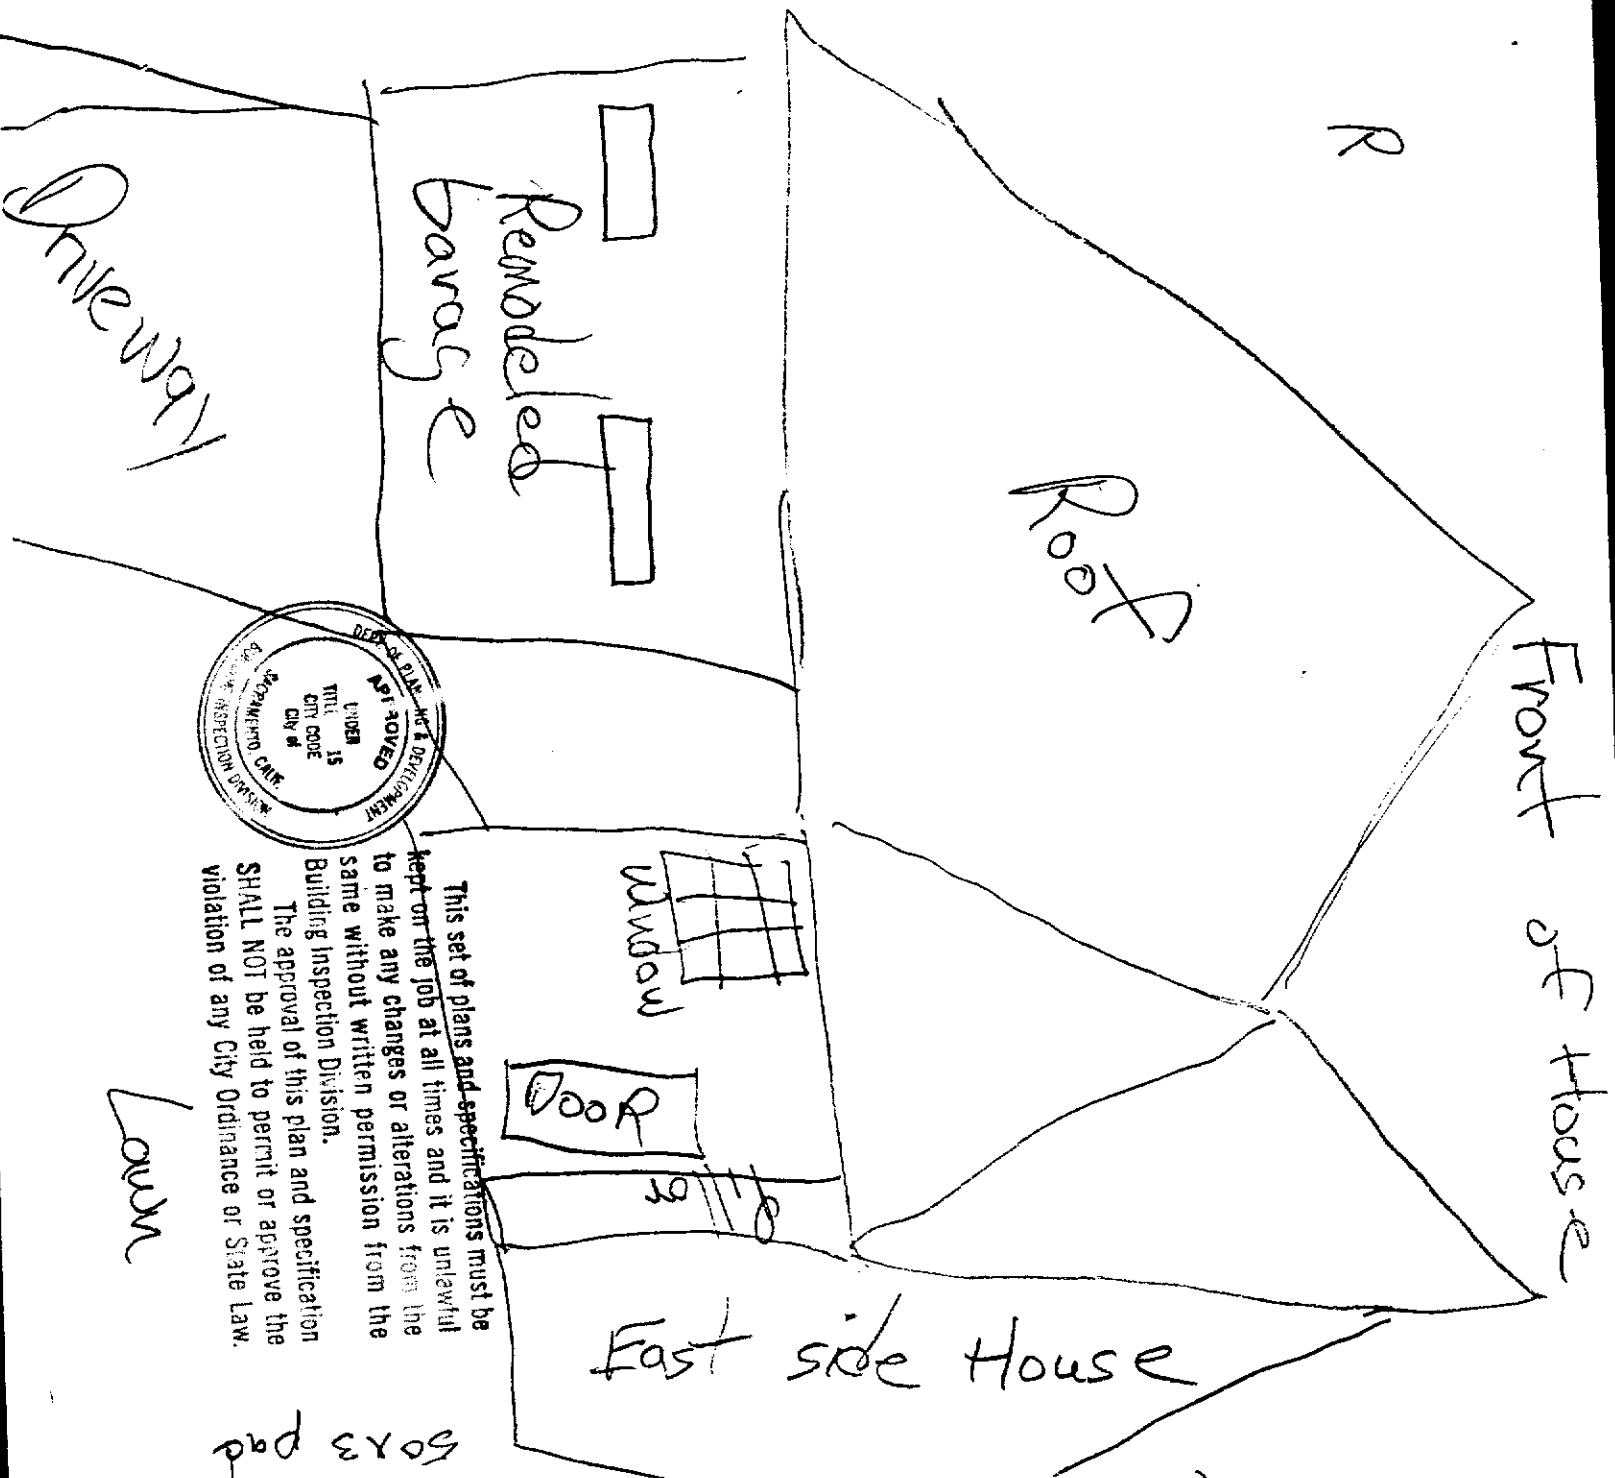 R
Front of House
Roof
Remodeled
Garage
Driveway
Window
DOOR
East side House
Lawn
50x3 pad
DEPT. OF PLANNING & DEVELOPMENT
APPROVED
UNDER
TITLE 15
CITY CODE
City of
SACRAMENTO, CALIF.
BUILDING INSPECTION DIVISION
This set of plans and specifications must be
kept on the job at all times and it is unlawful
to make any changes or alterations from the
same without written permission from the
Building Inspection Division.
The approval of this plan and specification
SHALL NOT be held to permit or approve the
violation of any City Ordinance or State Law.